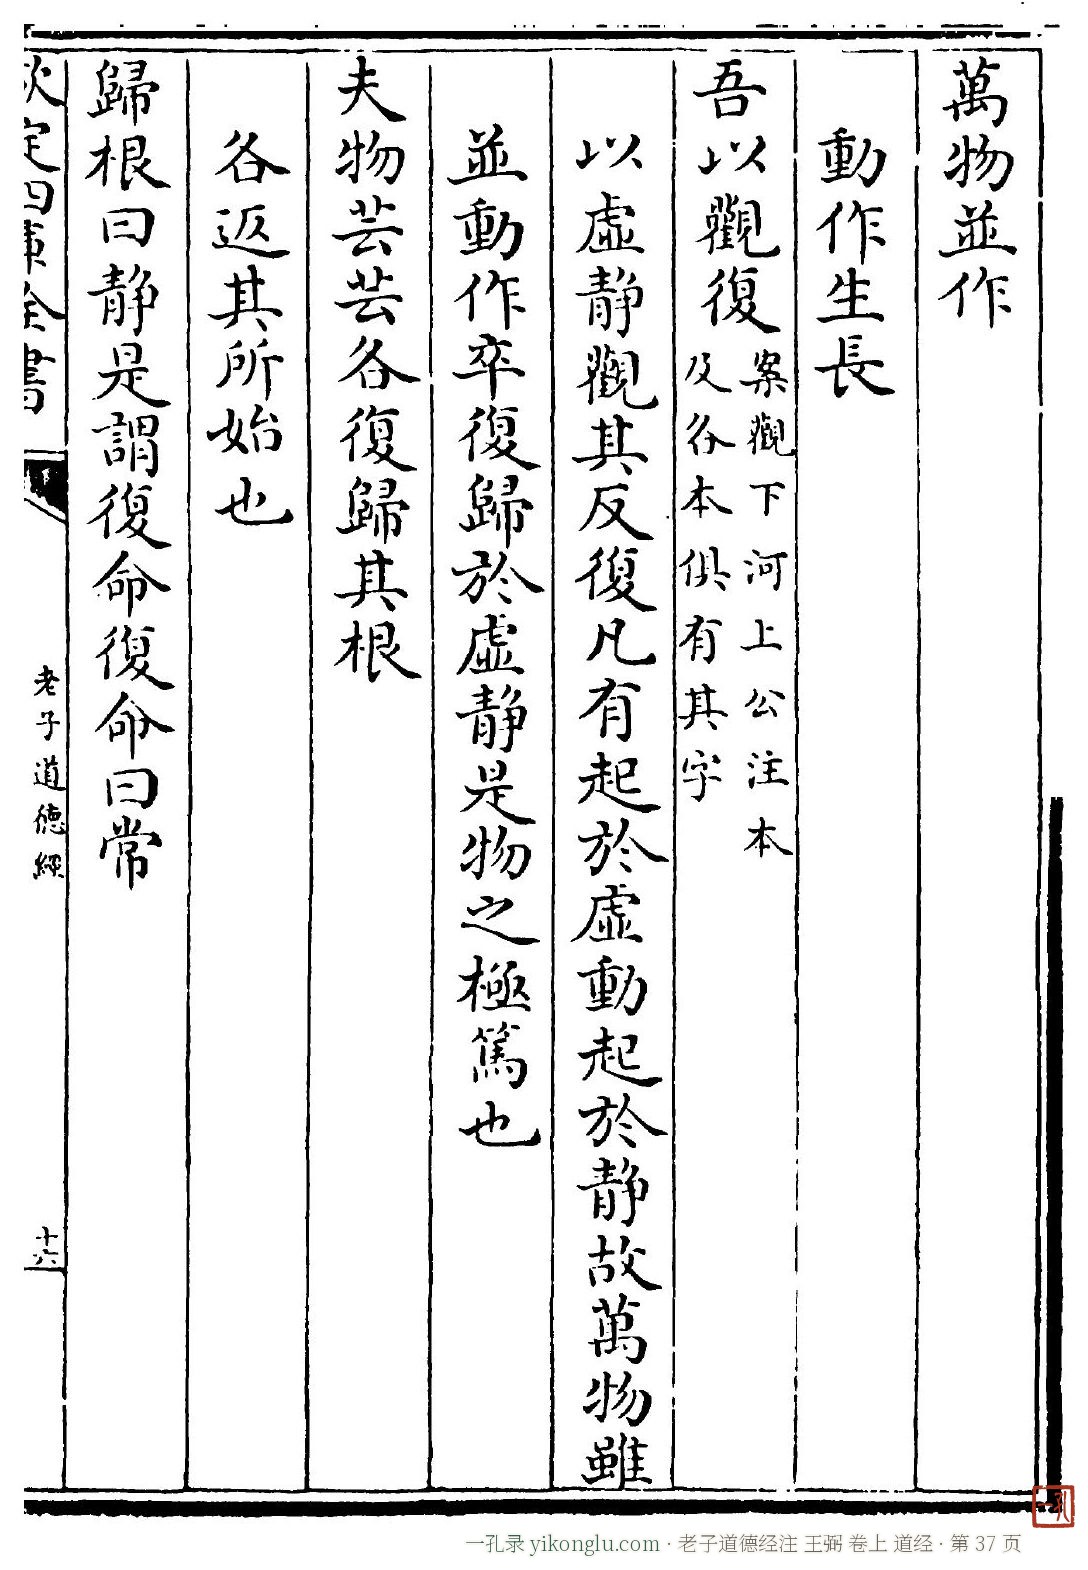 萬物並作
動作生長
吾以觀復案觀下河上公注本
及各本俱有其字
以虛静觀其反復凡有起於虛動起於静故萬物雖
並動作卒復歸於虛静是物之極篤也
夫物芸芸各復歸其根
各返其所始也
歸根曰静是謂復命復命曰常
欽定四庫全書
老子道德經
十六
一孔
一孔录 yikonglu.com · 老子道德经注 王弼 卷上 道经 · 第 37 页